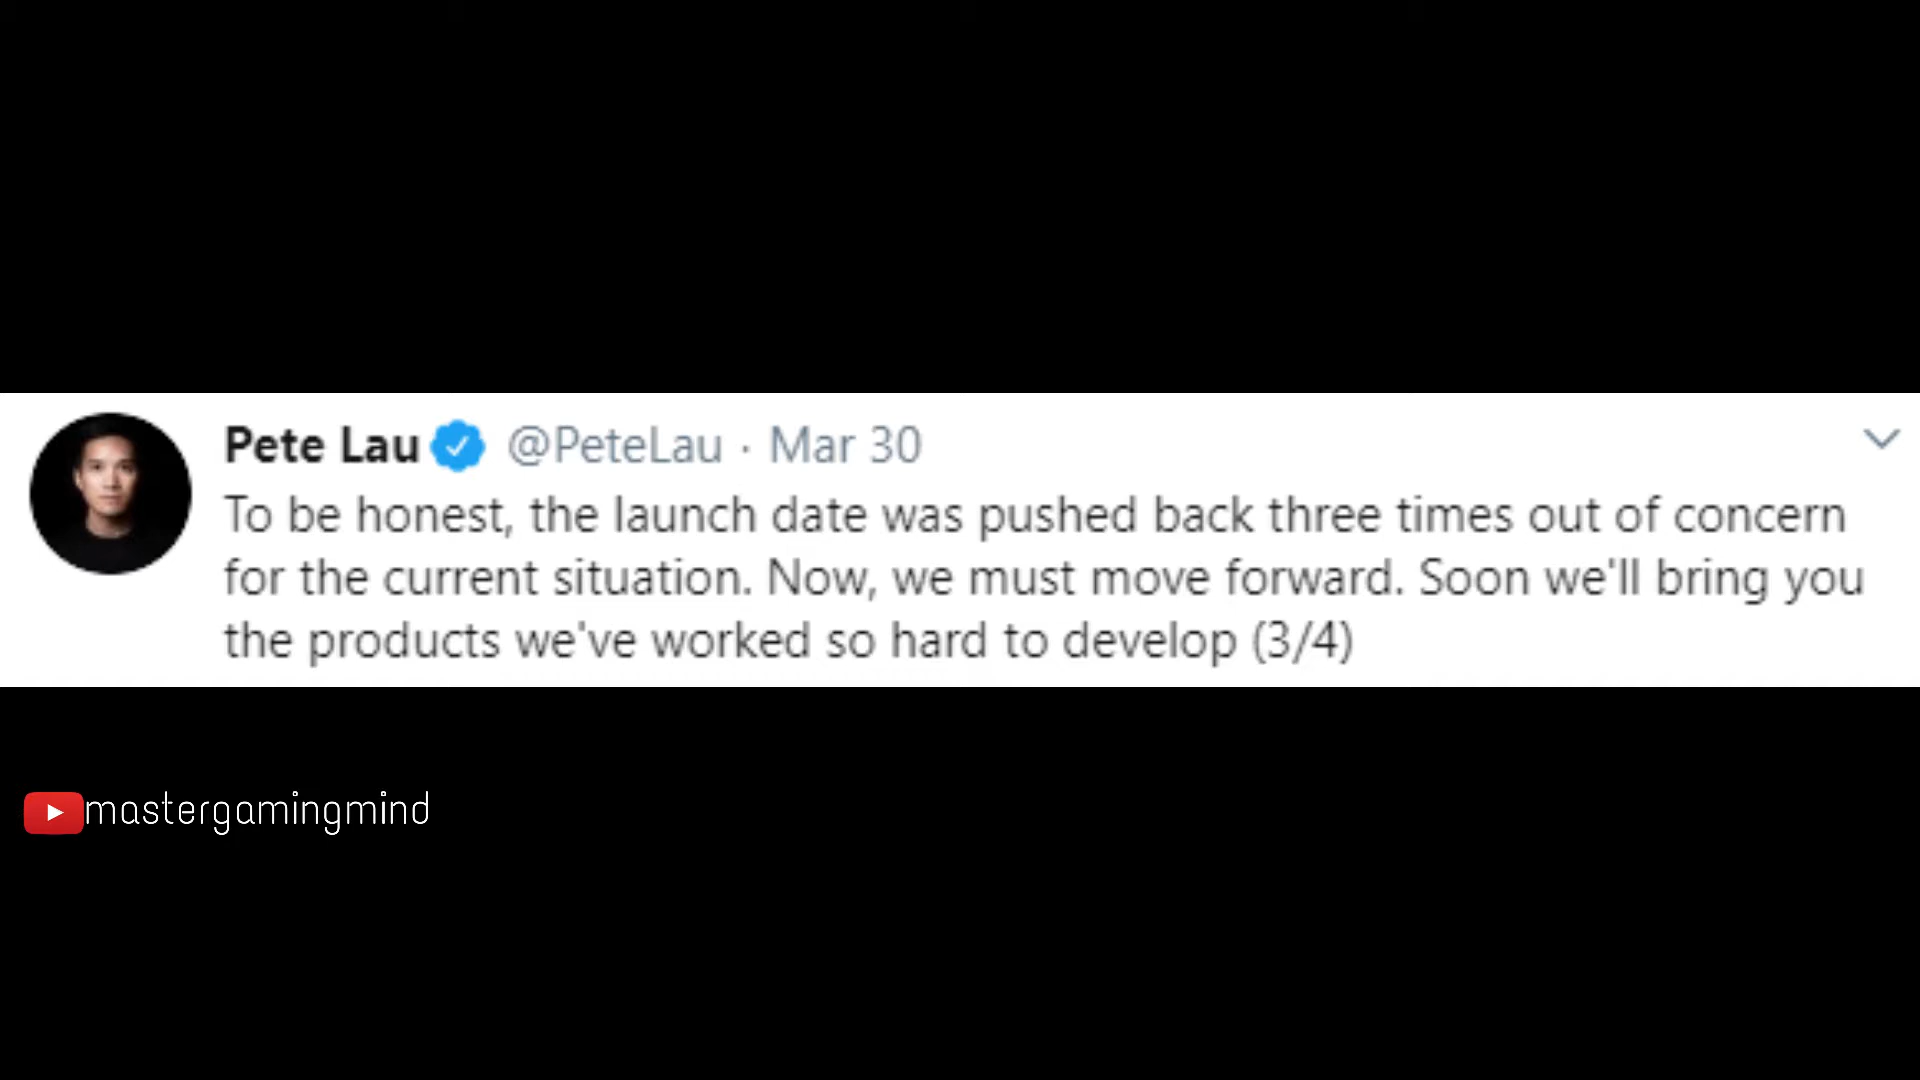 Pete Lau @PeteLau · Mar 30
To be honest, the launch date was pushed back three times out of concern
for the current situation. Now, we must move forward. Soon we'll bring you
the products we've worked so hard to develop (3/4)
mastergamingmind